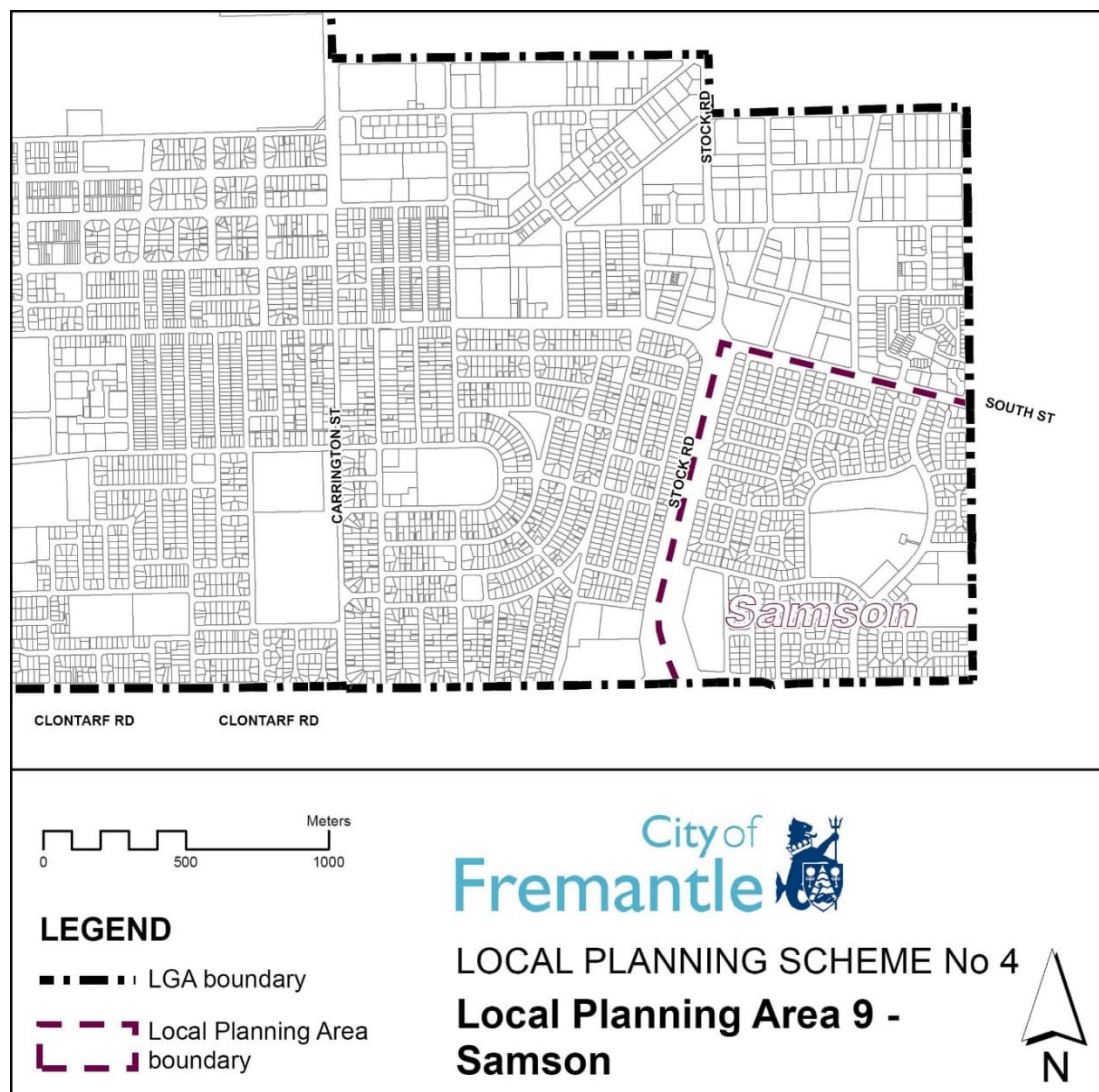 STOCK RD
SOUTH ST
CARRINGTON ST
STOCK RD
Samson
CLONTARF RD
CLONTARF RD
Meters
0 500 1000
City of
Fremantle
LEGEND
LGA boundary
Local Planning Area
boundary
LOCAL PLANNING SCHEME No 4
Local Planning Area 9 -
Samson
N